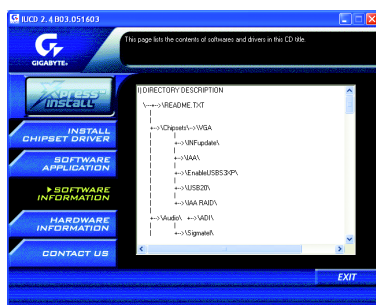 IUCD 2.4 B03.051603
GIGABYTE
This page lists the contents of softwares and drivers in this CD title.
Xpress
INSTALL
INSTALL
CHIPSET DRIVER
SOFTWARE
APPLICATION
SOFTWARE
INFORMATION
HARDWARE
INFORMATION
CONTACT US
I) DIRECTORY DESCRIPTION
\--+-->\README.TXT
|
+->\Chipsets\-->\VGA
| |
| +->\INFupdate\
| |
| +->\IAA\
| |
| +->\EnableUSBS3XP\
| |
| +->\USB20\
| |
| +->\IAA RAID\
|
+->\Audio\ +->\ADI\
| |
| +->\Sigmatel\
EXIT